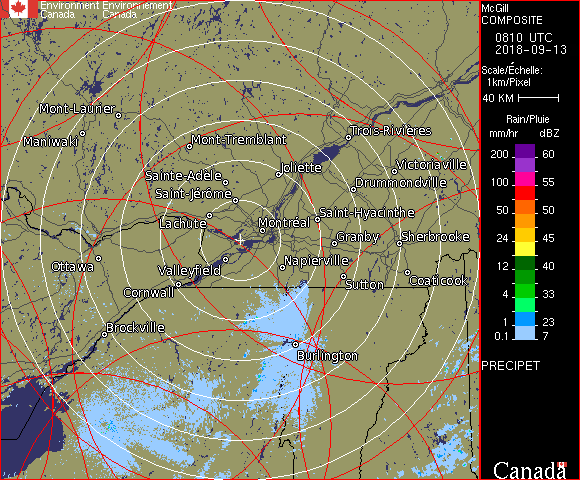 Environment Environnement
Canada Canada
McGill
COMPOSITE
0810 UTC
2018-09-13
Scale/Échelle:
1km/Pixel
40 KM
Rain/Pluie
mm/hr dBZ
200 60
150 57
100 55
50 50
24 45
12 40
4 33
1 23
0.1 7
PRECIPET
Canada
Mont-Laurier
Maniwaki
Mont-Tremblant
Trois-Rivières
Joliette
Victoriaville
Sainte-Adèle
Drummondville
Saint-Jérôme
Saint-Hyacinthe
Lachute
Montréal
Granby
Sherbrooke
Ottawa
Valleyfield
Napierville
Cornwall
Sutton
Coaticook
Brockville
Burlington